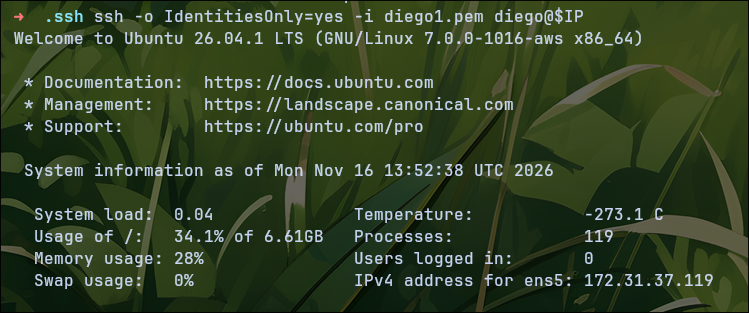 ➜  .ssh ssh -o IdentitiesOnly=yes -i diego1.pem diego@$IP
Welcome to Ubuntu 26.04.1 LTS (GNU/Linux 7.0.0-1016-aws x86_64)
* Documentation:  https://docs.ubuntu.com
* Management:     https://landscape.canonical.com
* Support:        https://ubuntu.com/pro
System information as of Mon Nov 16 13:52:38 UTC 2026
System load:  0.04              Temperature:           -273.1 C
Usage of /:   34.1% of 6.61GB   Processes:             119
Memory usage: 28%               Users logged in:       0
Swap usage:   0%                IPv4 address for ens5: 172.31.37.119